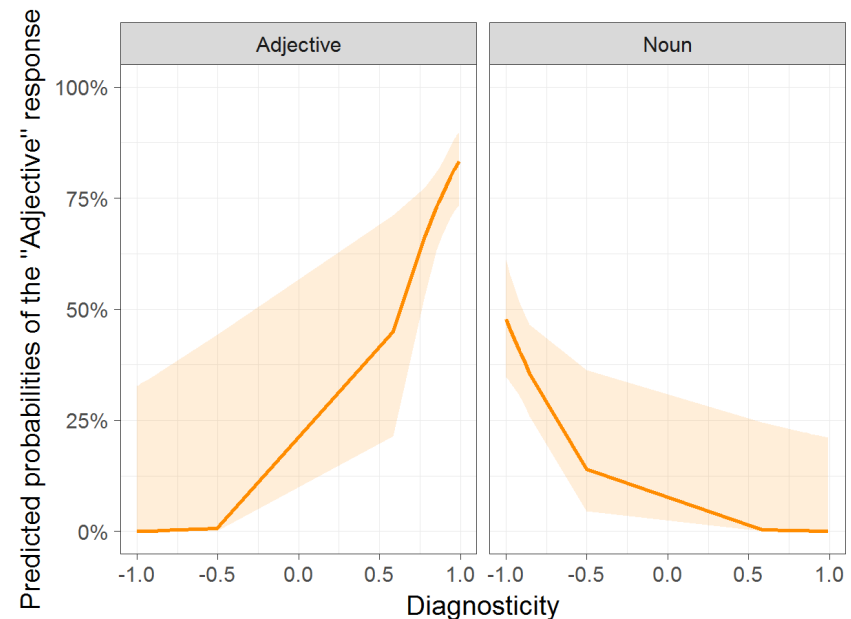 Predicted probabilities of the "Adjective" response
Adjective
Noun
100%
75%
50%
25%
0%
-1.0 -0.5 0.0 0.5 1.0
-1.0 -0.5 0.0 0.5 1.0
Diagnosticity